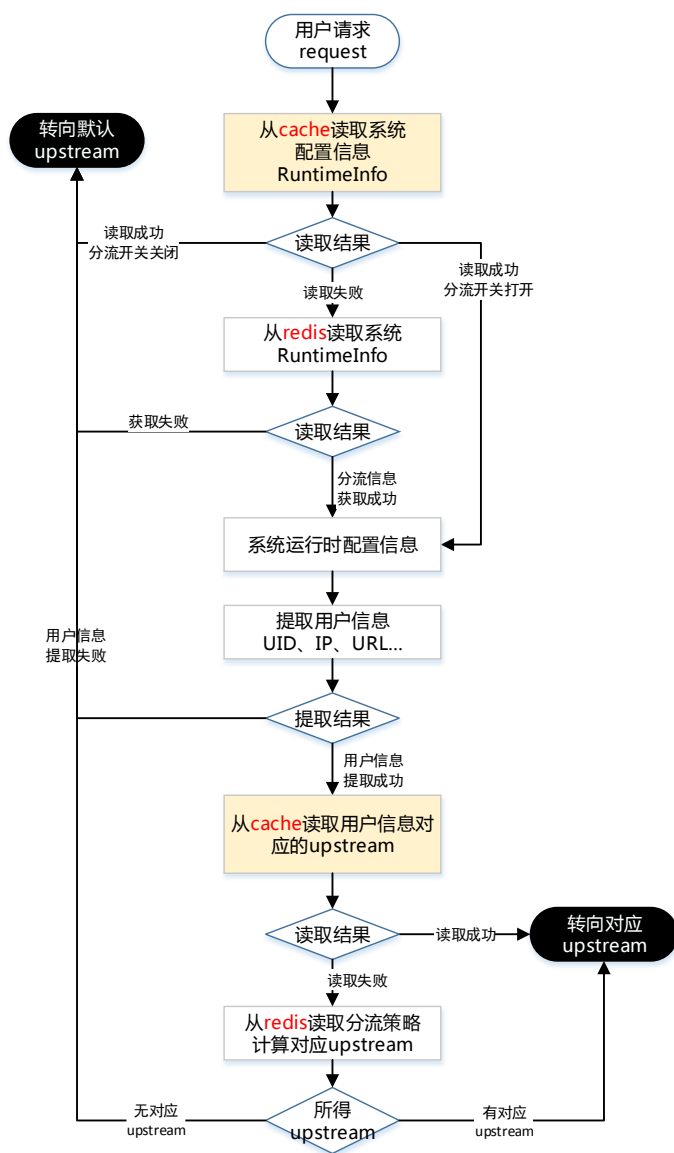 用户请求
request
转向默认
upstream
从cache读取系统
配置信息
RuntimeInfo
读取成功
分流开关关闭
读取结果
读取成功
分流开关打开
读取失败
从redis读取系统
RuntimeInfo
获取失败
读取结果
分流信息
获取成功
系统运行时配置信息
提取用户信息
UID、IP、URL...
用户信息
提取失败
提取结果
用户信息
提取成功
从cache读取用户信息对
应的upstream
读取结果
读取成功
转向对应
upstream
读取失败
从redis读取分流策略
计算对应upstream
无对应
upstream
所得
upstream
有对应
upstream